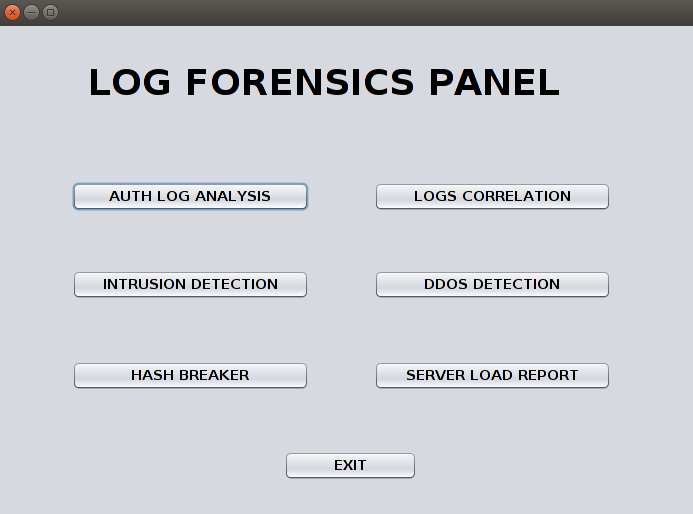 LOG FORENSICS PANEL
AUTH LOG ANALYSIS
LOGS CORRELATION
INTRUSION DETECTION
DDOS DETECTION
HASH BREAKER
SERVER LOAD REPORT
EXIT